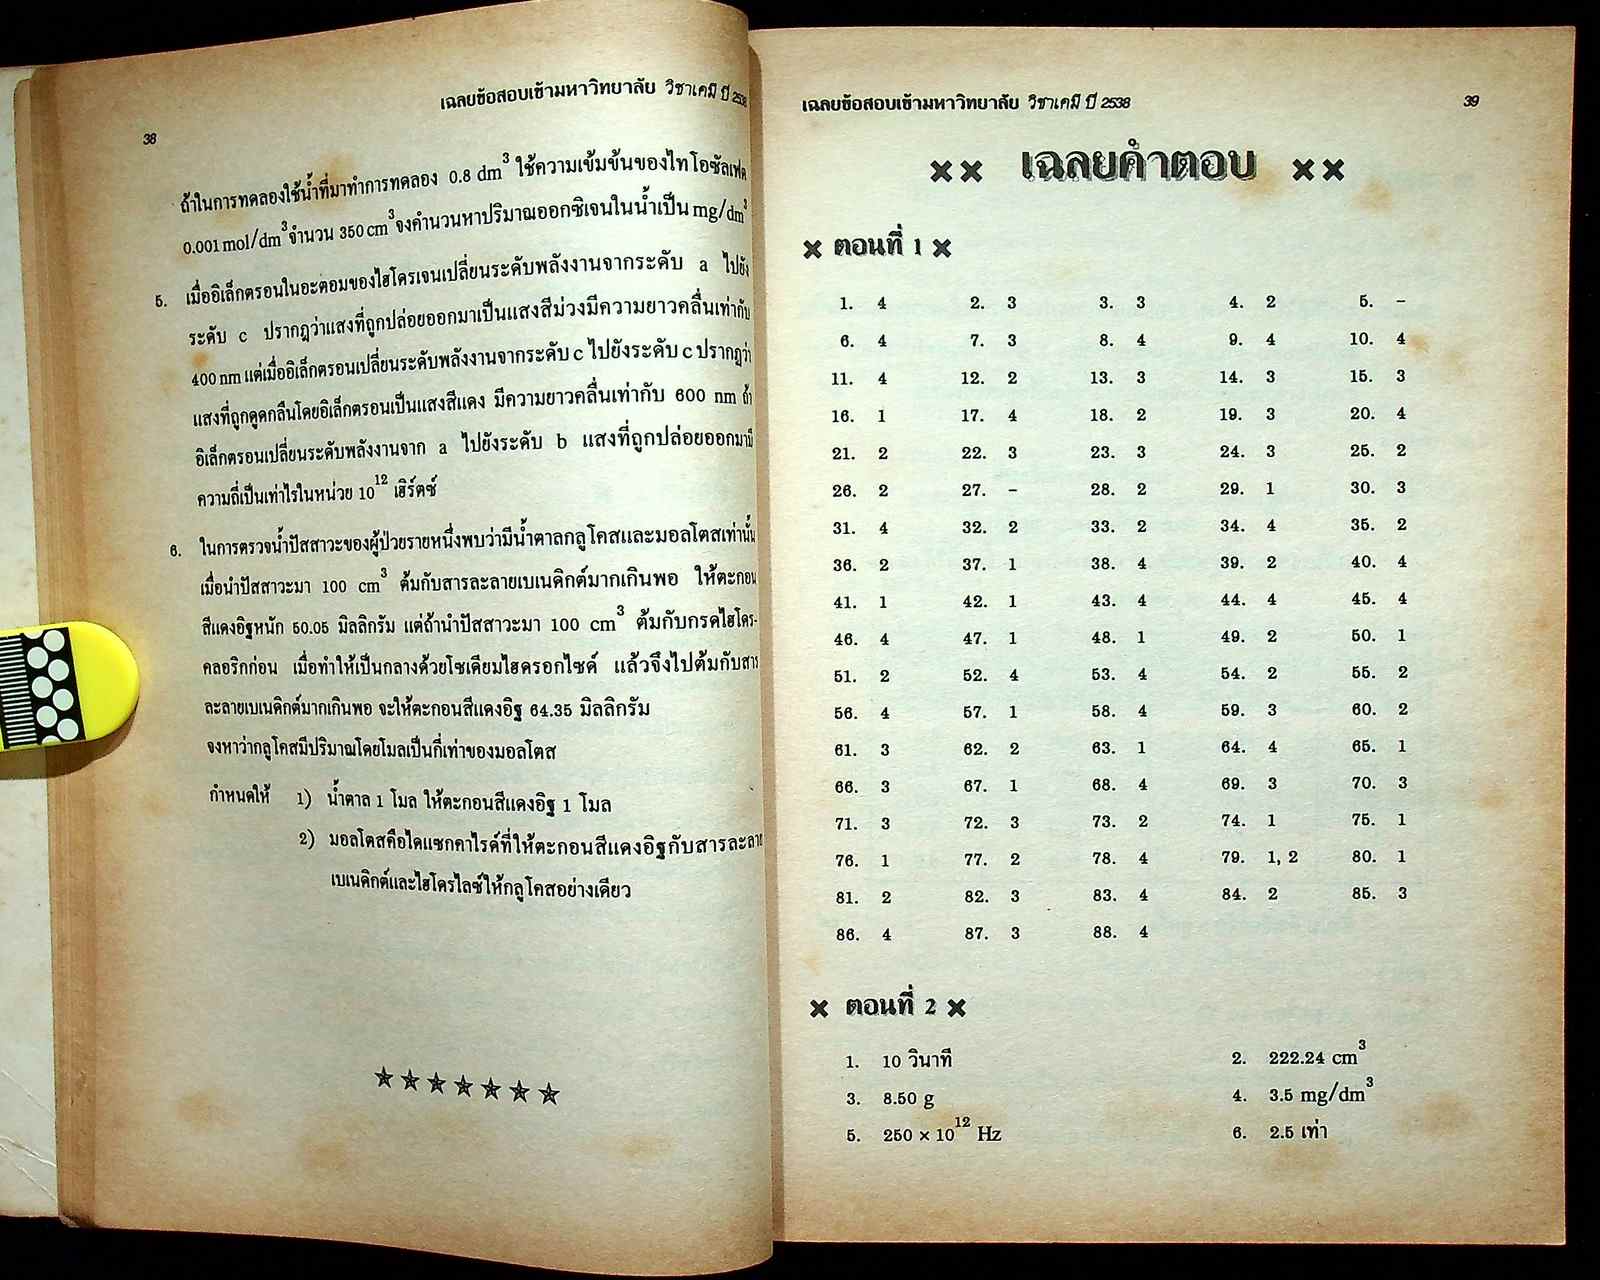 เฉลยข้อสอบเข้ามหาวิทยาลัย วิชาเคมี ปี 2538
38
ถ้าในการทดลองใช้น้ำที่มาทำการทดลอง 0.8 dm³ ใช้ความเข้มข้นของไทโอซัลเฟต
0.001 mol/dm³ จำนวน 350 cm³ จงคำนวนหาปริมาณออกซิเจนในน้ำเป็น mg/dm³
5. เมื่ออิเล็กตรอนในอะตอมของไฮโดรเจนเปลี่ยนระดับพลังงานจากระดับ a ไปยัง
ระดับ c ปรากฎว่าแสงที่ถูกปล่อยออกมาเป็นแสงสีม่วงมีความยาวคลื่นเท่ากับ
400 nm แต่เมื่ออิเล็กตรอนเปลี่ยนระดับพลังงานจากระดับ c ไปยังระดับ c ปรากฎว่า
แสงที่ถูกดูดกลืนโดยอิเล็กตรอนเป็นแสงสีแดง มีความยาวคลื่นเท่ากับ 600 nm ถ้า
อิเล็กตรอนเปลี่ยนระดับพลังงานจาก a ไปยังระดับ b แสงที่ถูกปล่อยออกมามี
ความถี่เป็นเท่าไรในหน่วย 10¹² เฮิร์ตซ์
6. ในการตรวจน้ำปัสสาวะของผู้ป่วยรายหนึ่งพบว่ามีน้ำตาลกลูโคสและมอลโตสเท่านั้น
เมื่อนำปัสสาวะมา 100 cm³ ต้มกับสารละลายเบเนดิกต์มากเกินพอ ให้ตะกอน
สีแดงอิฐหนัก 50.05 มิลลิกรัม แต่ถ้านำปัสสาวะมา 100 cm³ ต้มกับกรดไฮโดร-
คลอริกก่อน เมื่อทำให้เป็นกลางด้วยโซเดียมไฮดรอกไซด์ แล้วจึงไปต้มกับสาร
ละลายเบเนดิกต์มากเกินพอ จะให้ตะกอนสีแดงอิฐ 64.35 มิลลิกรัม
จงหาว่ากลูโคสมีปริมาณโดยโมลเป็นกี่เท่าของมอลโตส
กำหนดให้ 1) น้ำตาล 1 โมล ให้ตะกอนสีแดงอิฐ 1 โมล
2) มอลโตสคือไดแซกคาไรด์ที่ให้ตะกอนสีแดงอิฐกับสารละลาย
เบเนดิกต์และไฮโดรไลซ์ให้กลูโคสอย่างเดียว
เฉลยข้อสอบเข้ามหาวิทยาลัย วิชาเคมี ปี 2538 39
เฉลยคำตอบ
ตอนที่ 1
1. 4 2. 3 3. 3 4. 2 5. –
6. 4 7. 3 8. 4 9. 4 10. 4
11. 4 12. 2 13. 3 14. 3 15. 3
16. 1 17. 4 18. 2 19. 3 20. 4
21. 2 22. 3 23. 3 24. 3 25. 2
26. 2 27. – 28. 2 29. 1 30. 3
31. 4 32. 2 33. 2 34. 4 35. 2
36. 2 37. 1 38. 4 39. 2 40. 4
41. 1 42. 1 43. 4 44. 4 45. 4
46. 4 47. 1 48. 1 49. 2 50. 1
51. 2 52. 4 53. 4 54. 2 55. 2
56. 4 57. 1 58. 4 59. 3 60. 2
61. 3 62. 2 63. 1 64. 4 65. 1
66. 3 67. 1 68. 4 69. 3 70. 3
71. 3 72. 3 73. 2 74. 1 75. 1
76. 1 77. 2 78. 4 79. 1, 2 80. 1
81. 2 82. 3 83. 4 84. 2 85. 3
86. 4 87. 3 88. 4
ตอนที่ 2
1. 10 วินาที 2. 222.24 cm³
3. 8.50 g 4. 3.5 mg/dm³
5. 250 × 10¹² Hz 6. 2.5 เท่า